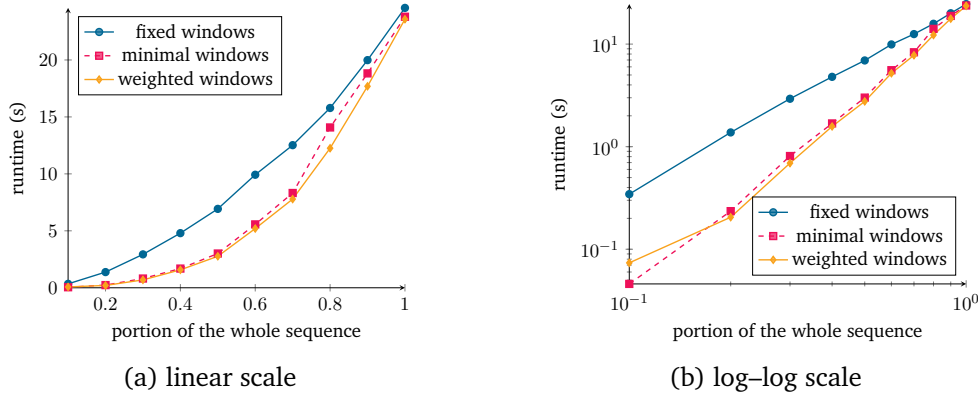 fixed windows
minimal windows
weighted windows
runtime (s)
20
15
10
5
0
0.2 0.4 0.6 0.8 1
portion of the whole sequence
(a) linear scale
runtime (s)
10^1
10^0
10^−1
fixed windows
minimal windows
weighted windows
10^−1 10^0
portion of the whole sequence
(b) log–log scale